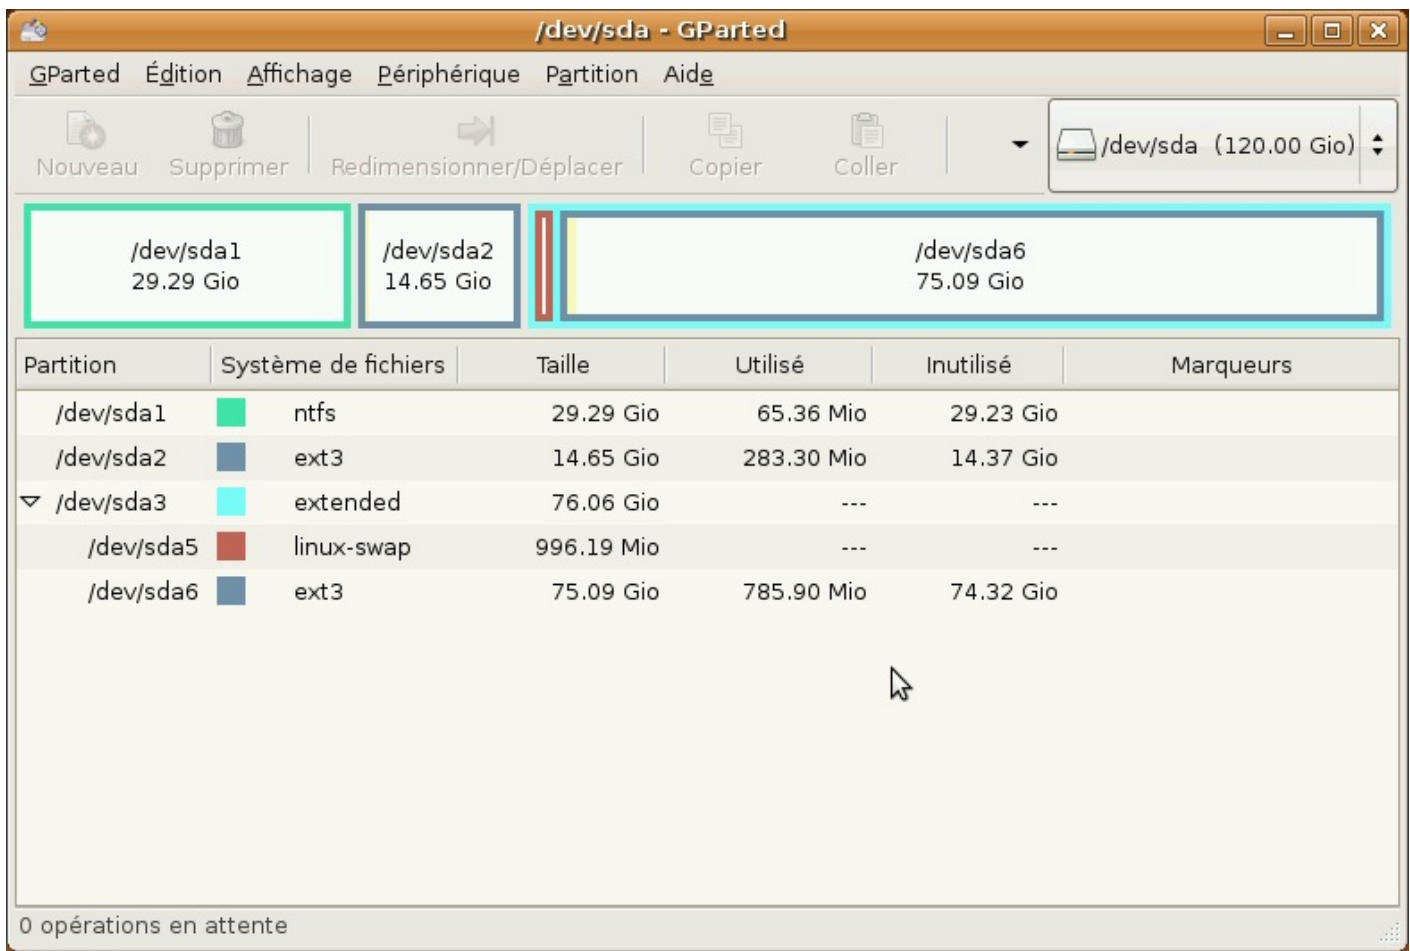 /dev/sda - GParted
GParted Édition Affichage Périphérique Partition Aide
Nouveau Supprimer Redimensionner/Déplacer Copier Coller /dev/sda (120.00 Gio)
/dev/sda1 /dev/sda2 /dev/sda6
29.29 Gio 14.65 Gio 75.09 Gio
Partition Système de fichiers Taille Utilisé Inutilisé Marqueurs
/dev/sda1 ntfs 29.29 Gio 65.36 Mio 29.23 Gio
/dev/sda2 ext3 14.65 Gio 283.30 Mio 14.37 Gio
/dev/sda3 extended 76.06 Gio --- ---
/dev/sda5 linux-swap 996.19 Mio --- ---
/dev/sda6 ext3 75.09 Gio 785.90 Mio 74.32 Gio
0 opérations en attente